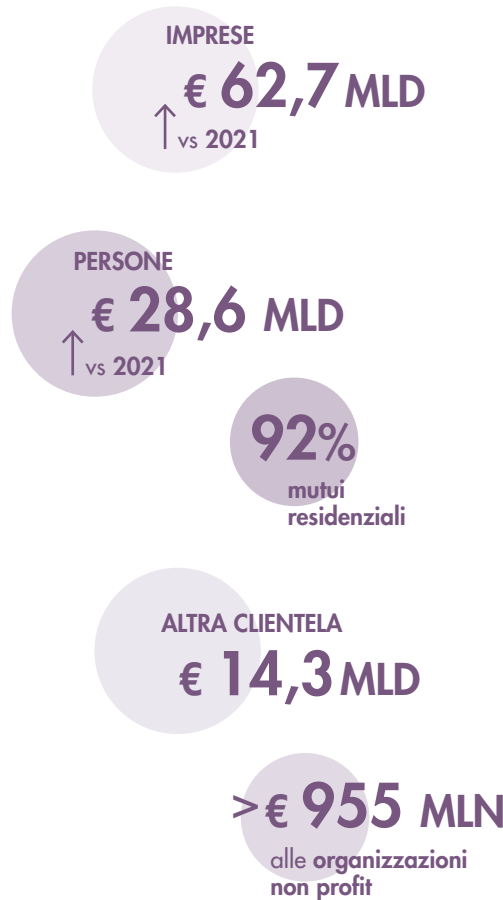 IMPRESE
€ 62,7 MLD
↑ vs 2021
PERSONE
€ 28,6 MLD
↑ vs 2021
92%
mutui
residenziali
ALTRA CLIENTELA
€ 14,3 MLD
> € 955 MLN
alle organizzazioni
non profit